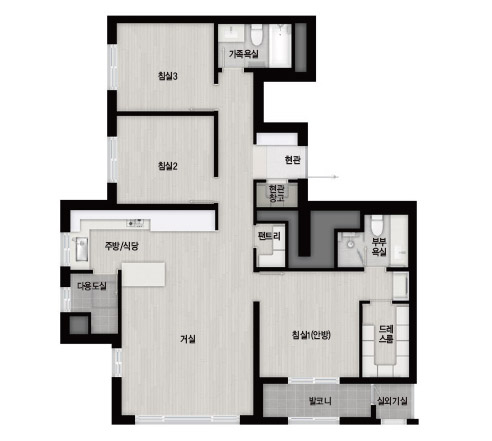 가족욕실
침실3
침실2
현관
현관
창고
팬트리
부부
욕실
주방/식당
다용도실
거실
침실1(안방)
드레
스룸
발코니
실외기실